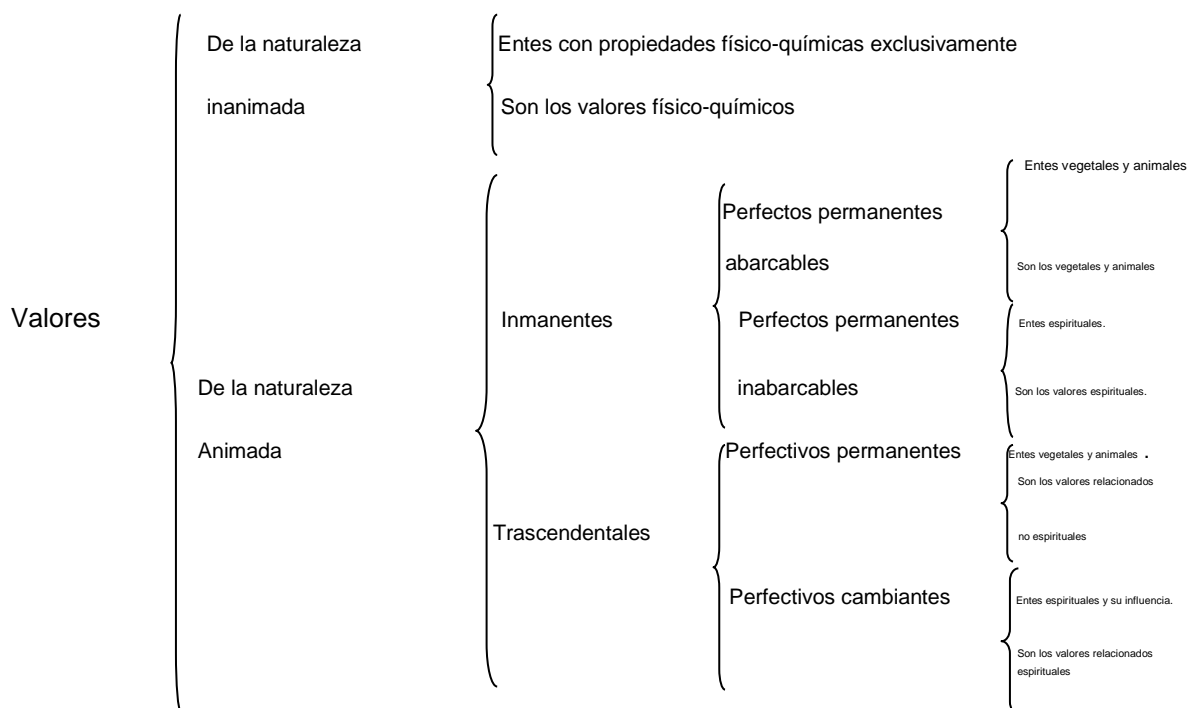 De la naturaleza
inanimada
Entes con propiedades físico-químicas exclusivamente
Son los valores físico-químicos
Valores
De la naturaleza
Animada
Inmanentes
Perfectos permanentes
abarcables
Entes vegetales y animales
Son los vegetales y animales
Perfectos permanentes
inabarcables
Entes espirituales.
Son los valores espirituales.
Trascendentales
Perfectivos permanentes
Entes vegetales y animales .
Son los valores relacionados
no espirituales
Perfectivos cambiantes
Entes espirituales y su influencia.
Son los valores relacionados
espirituales